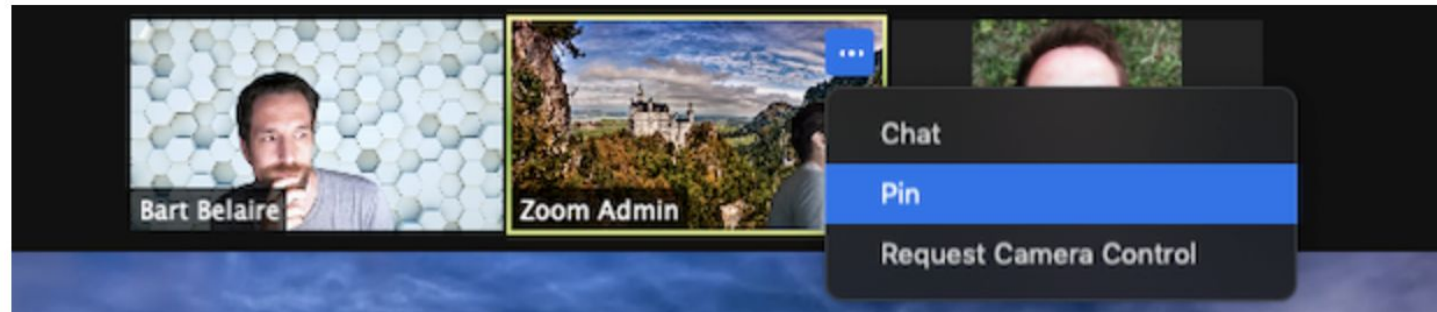 Bart Belaire
Zoom Admin
Chat
Pin
Request Camera Control